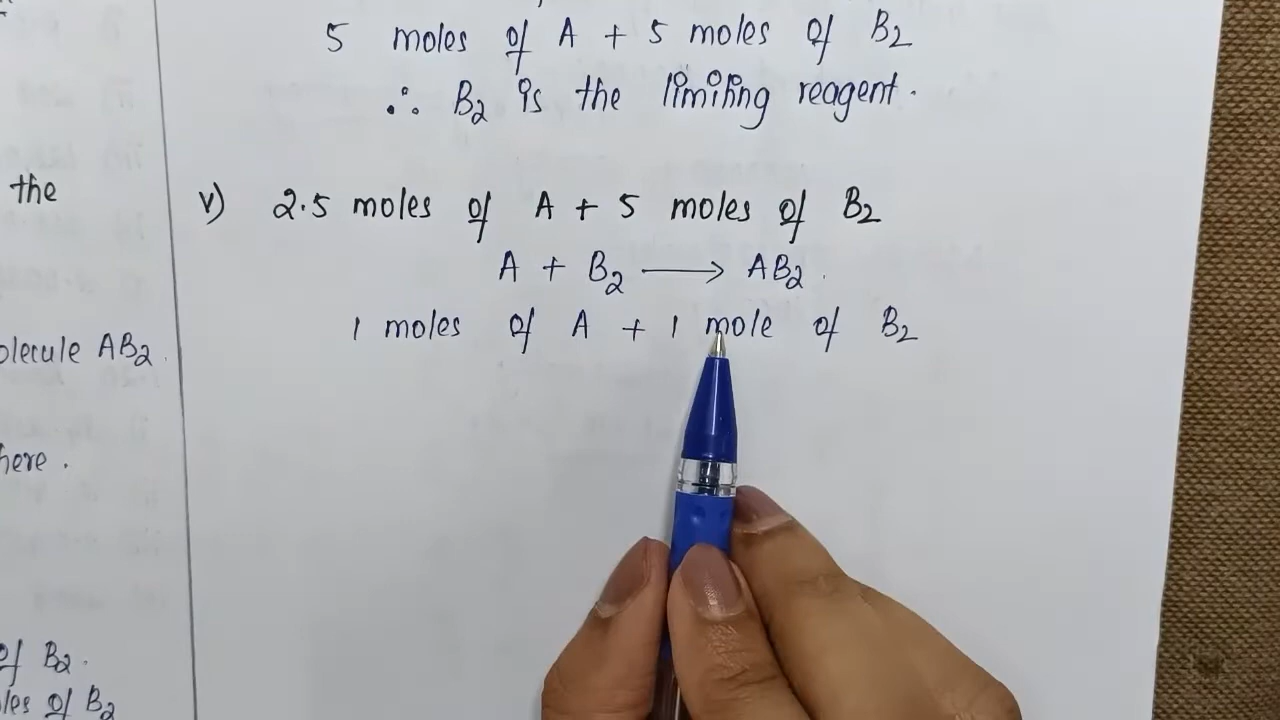 5 moles of A + 5 moles of B2
∴ B2 is the limiting reagent.
the
v) 2.5 moles of A + 5 moles of B2
A + B2 ⟶ AB2.
1 moles of A + 1 mole of B2
olecule AB2.
here.
of B2.
les of B2